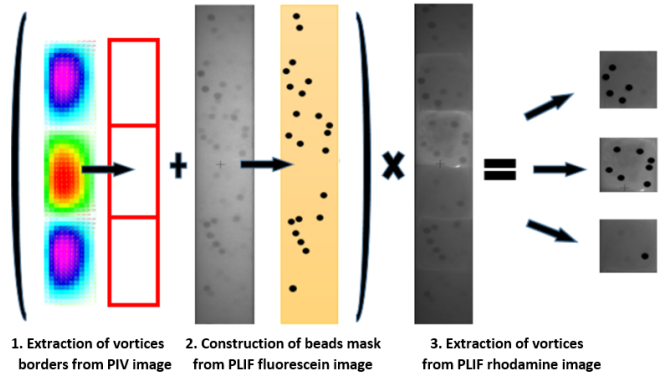 1. Extraction of vortices
borders from PIV image
2. Construction of beads mask
from PLIF fluorescein image
3. Extraction of vortices
from PLIF rhodamine image